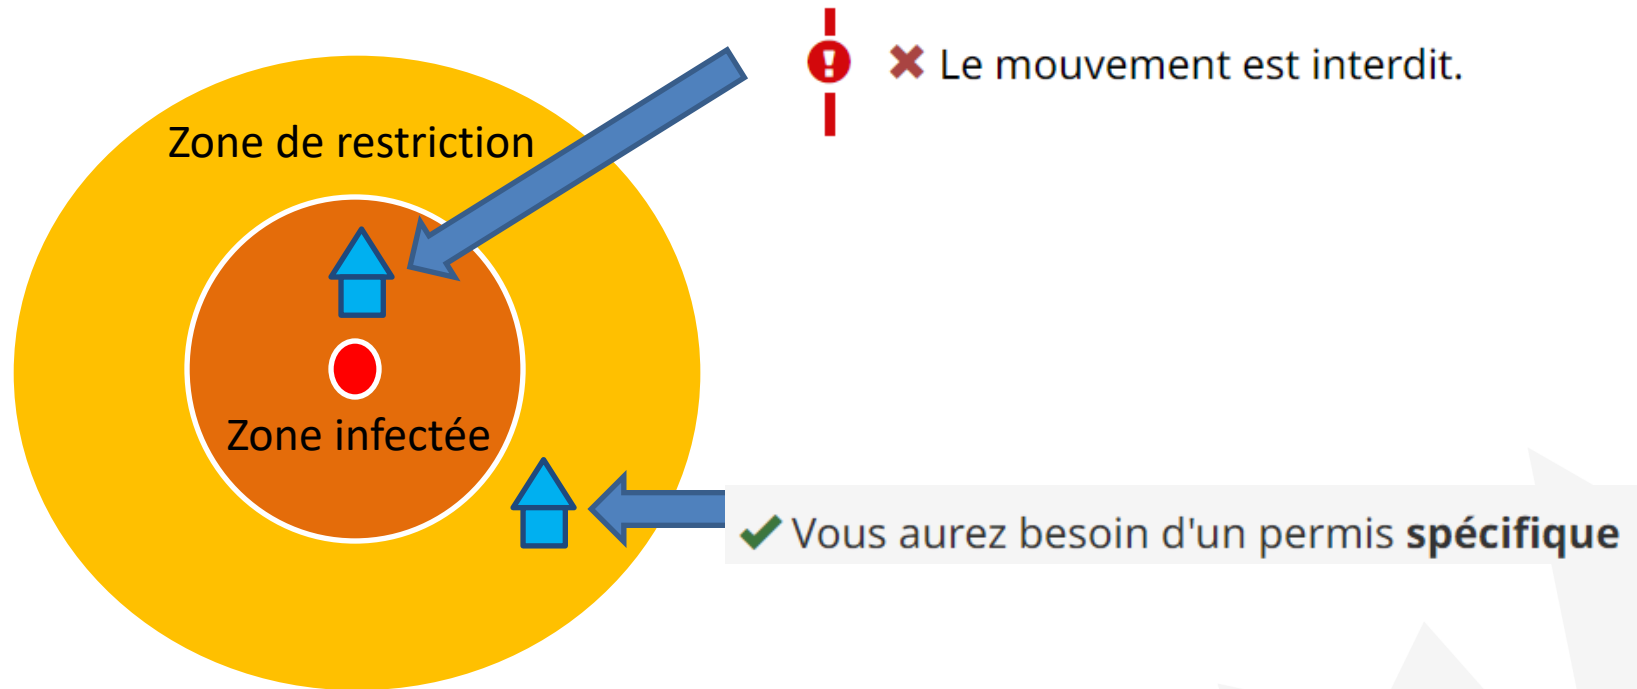 Le mouvement est interdit.
Zone de restriction
Zone infectée
Vous aurez besoin d'un permis spécifique